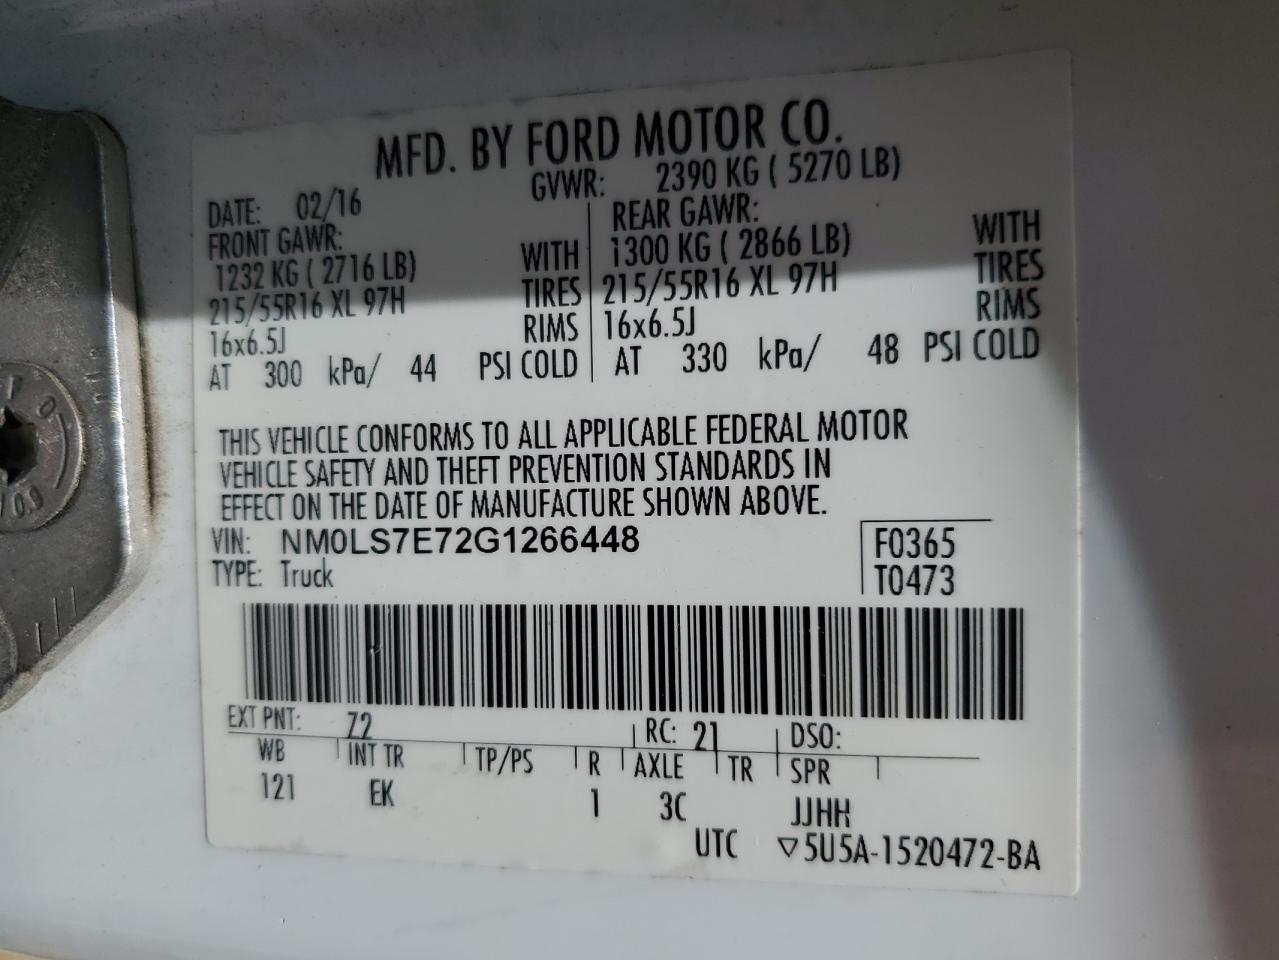 MFD. BY FORD MOTOR CO.
DATE: 02/16 GVWR: 2390 KG ( 5270 LB)
FRONT GAWR: REAR GAWR:
1232 KG ( 2716 LB) WITH 1300 KG ( 2866 LB) WITH
215/55R16 XL 97H TIRES 215/55R16 XL 97H TIRES
16x6.5J RIMS 16x6.5J RIMS
AT 300 kPa/ 44 PSI COLD AT 330 kPa/ 48 PSI COLD
THIS VEHICLE CONFORMS TO ALL APPLICABLE FEDERAL MOTOR
VEHICLE SAFETY AND THEFT PREVENTION STANDARDS IN
EFFECT ON THE DATE OF MANUFACTURE SHOWN ABOVE.
VIN: NM0LS7E72G1266448 F0365
TYPE: Truck T0473
EXT PNT: Z2 RC: 21 DSO:
WB INT TR TP/PS R AXLE TR SPR
121 EK 1 3C JJHH
UTC ▽5U5A-1520472-BA